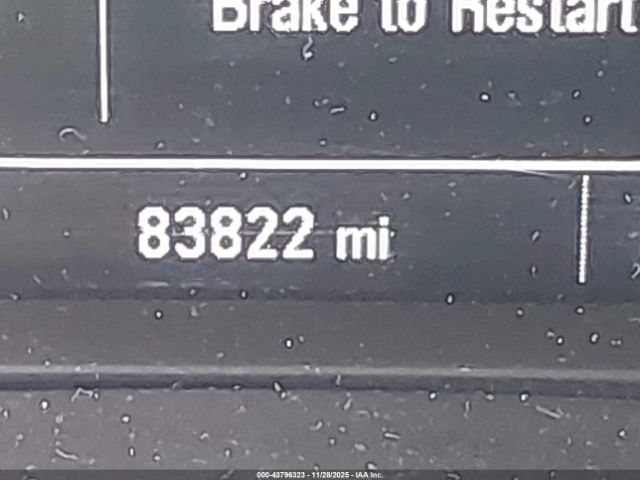 Brake to Restart
83822 mi
000-43796323 - 11/28/2025 - IAA Inc.